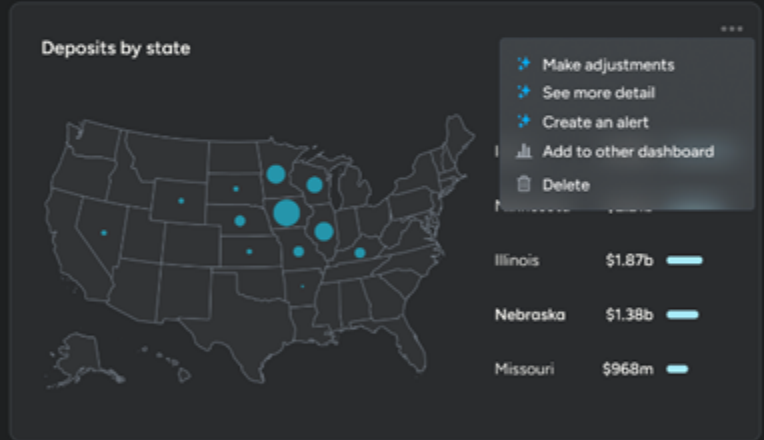 Deposits by state
Make adjustments
See more detail
Create an alert
Add to other dashboard
Delete
Illinois $1.87b
Nebraska $1.38b
Missouri $968m